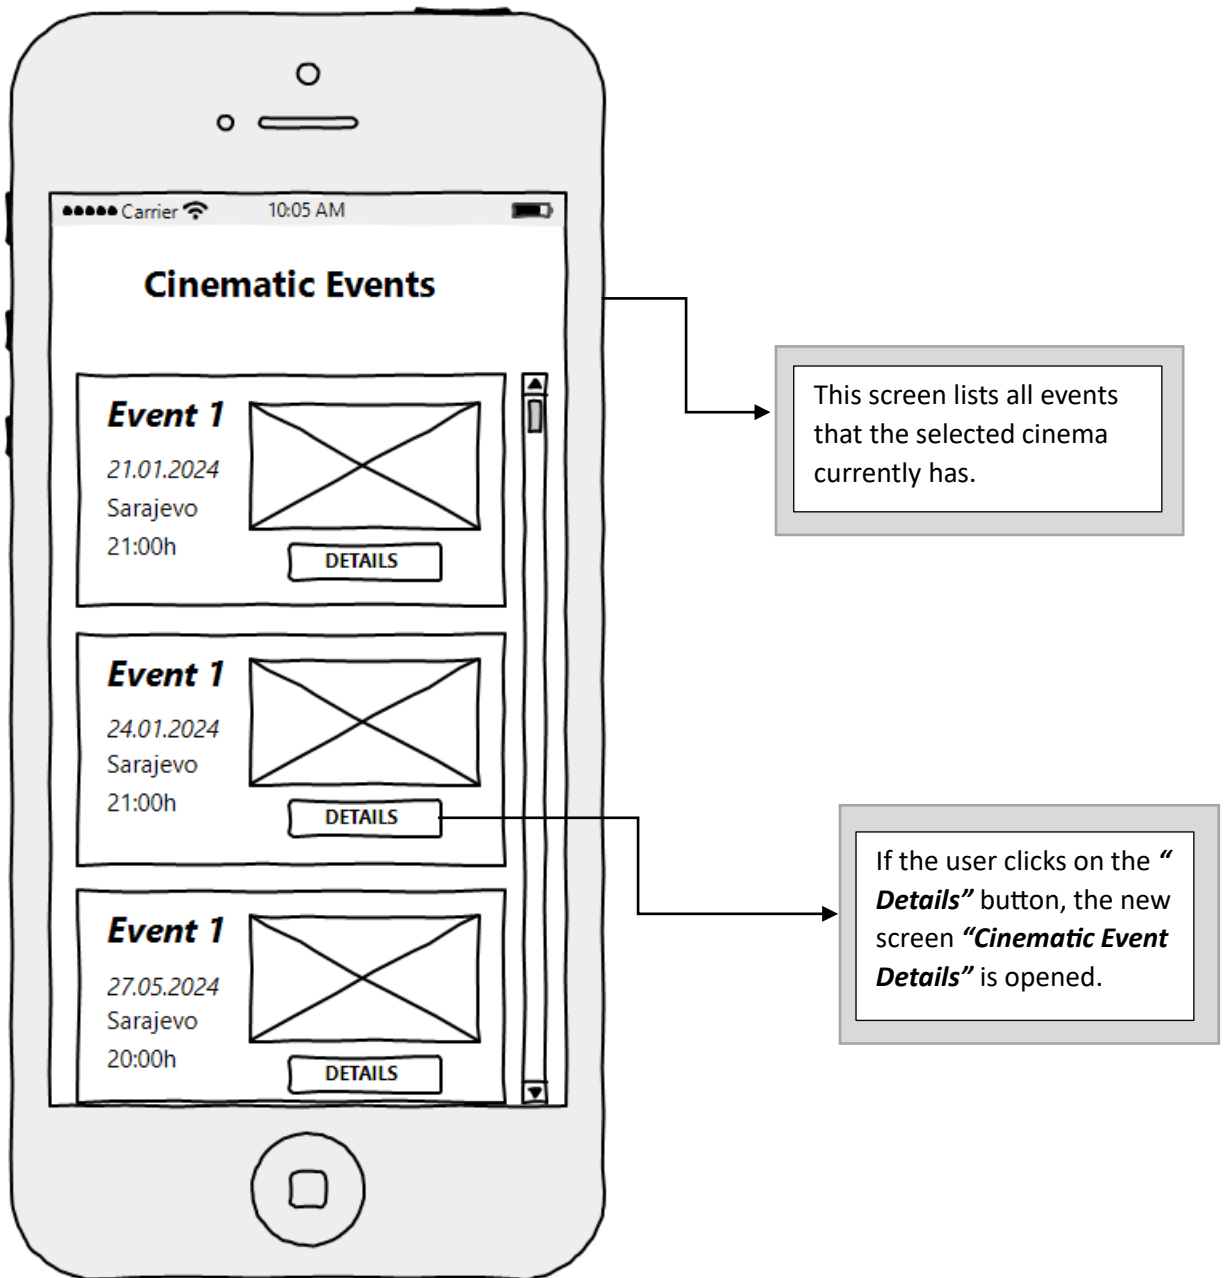 Carrier 10:05 AM
Cinematic Events
Event 1
21.01.2024
Sarajevo
21:00h
DETAILS
Event 1
24.01.2024
Sarajevo
21:00h
DETAILS
Event 1
27.05.2024
Sarajevo
20:00h
DETAILS
This screen lists all events
that the selected cinema
currently has.
If the user clicks on the “
Details” button, the new
screen “Cinematic Event
Details” is opened.